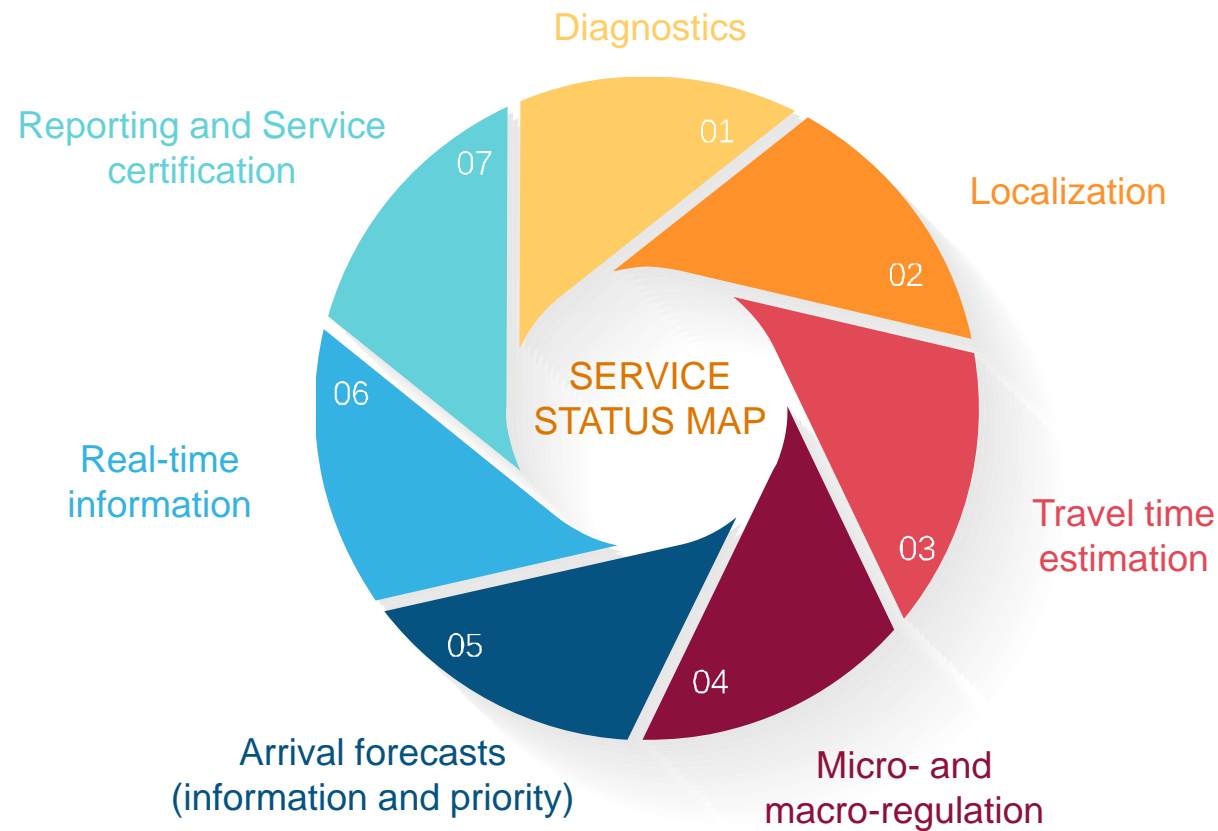 Diagnostics
01
Localization
02
Travel time
estimation
03
Micro- and
macro-regulation
04
Arrival forecasts
(information and priority)
05
Real-time
information
06
Reporting and Service
certification
07
SERVICE
STATUS MAP